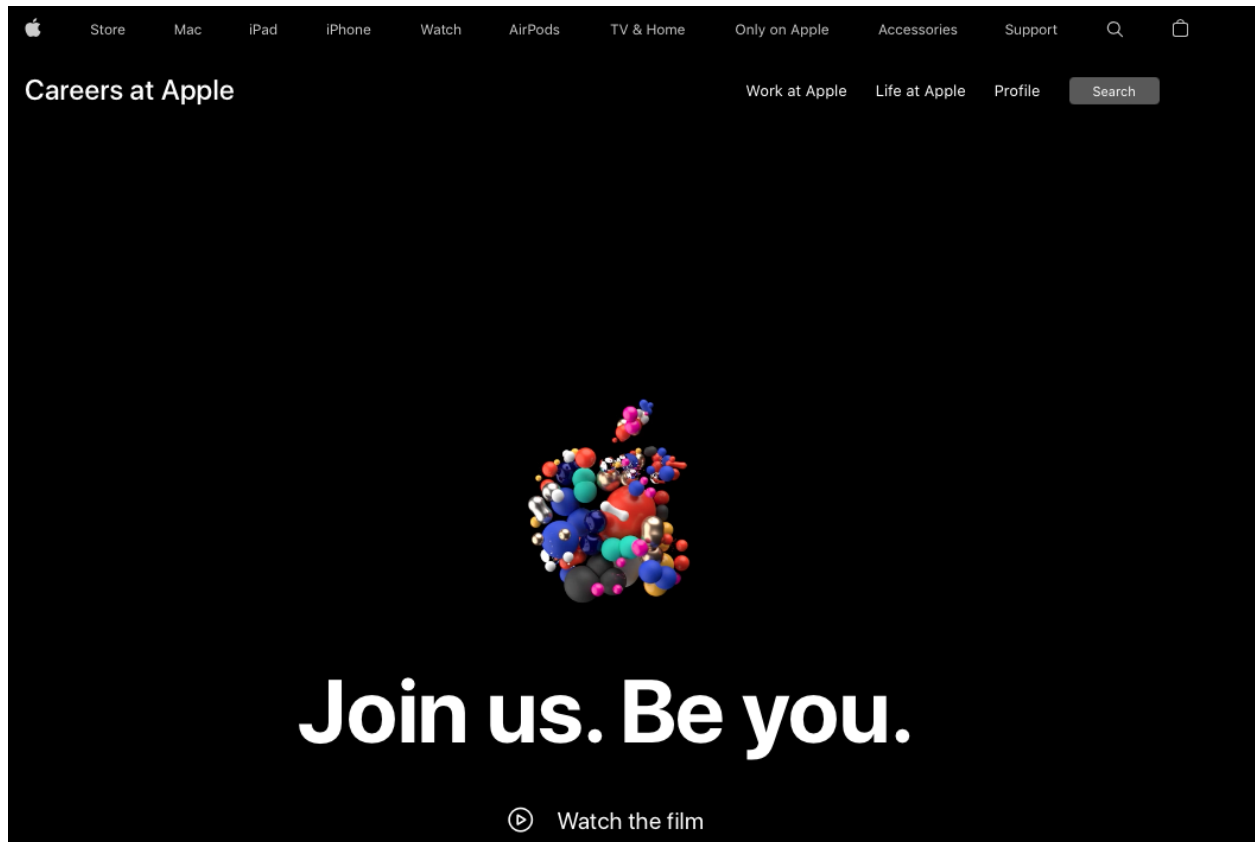 Store Mac iPad iPhone Watch AirPods TV & Home Only on Apple Accessories Support
Careers at Apple Work at Apple Life at Apple Profile Search
Join us. Be you.
Watch the film